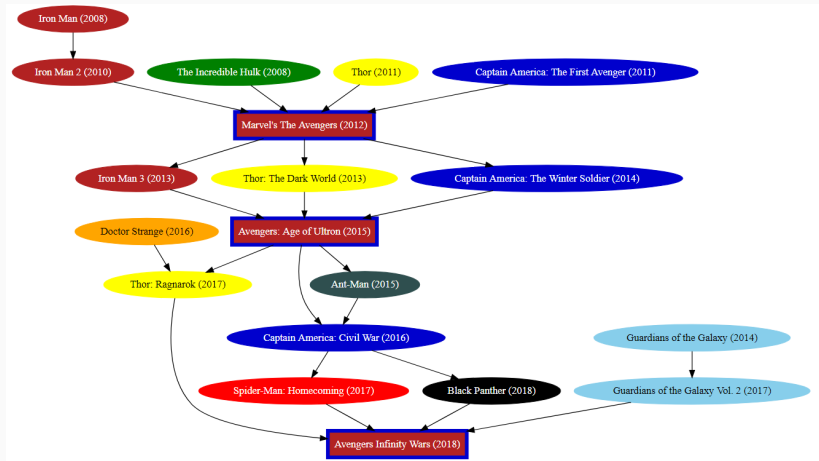 Iron Man (2008)
Iron Man 2 (2010)
The Incredible Hulk (2008)
Thor (2011)
Captain America: The First Avenger (2011)
Marvel's The Avengers (2012)
Iron Man 3 (2013)
Thor: The Dark World (2013)
Captain America: The Winter Soldier (2014)
Doctor Strange (2016)
Avengers: Age of Ultron (2015)
Thor: Ragnarok (2017)
Ant-Man (2015)
Captain America: Civil War (2016)
Guardians of the Galaxy (2014)
Spider-Man: Homecoming (2017)
Black Panther (2018)
Guardians of the Galaxy Vol. 2 (2017)
Avengers Infinity Wars (2018)